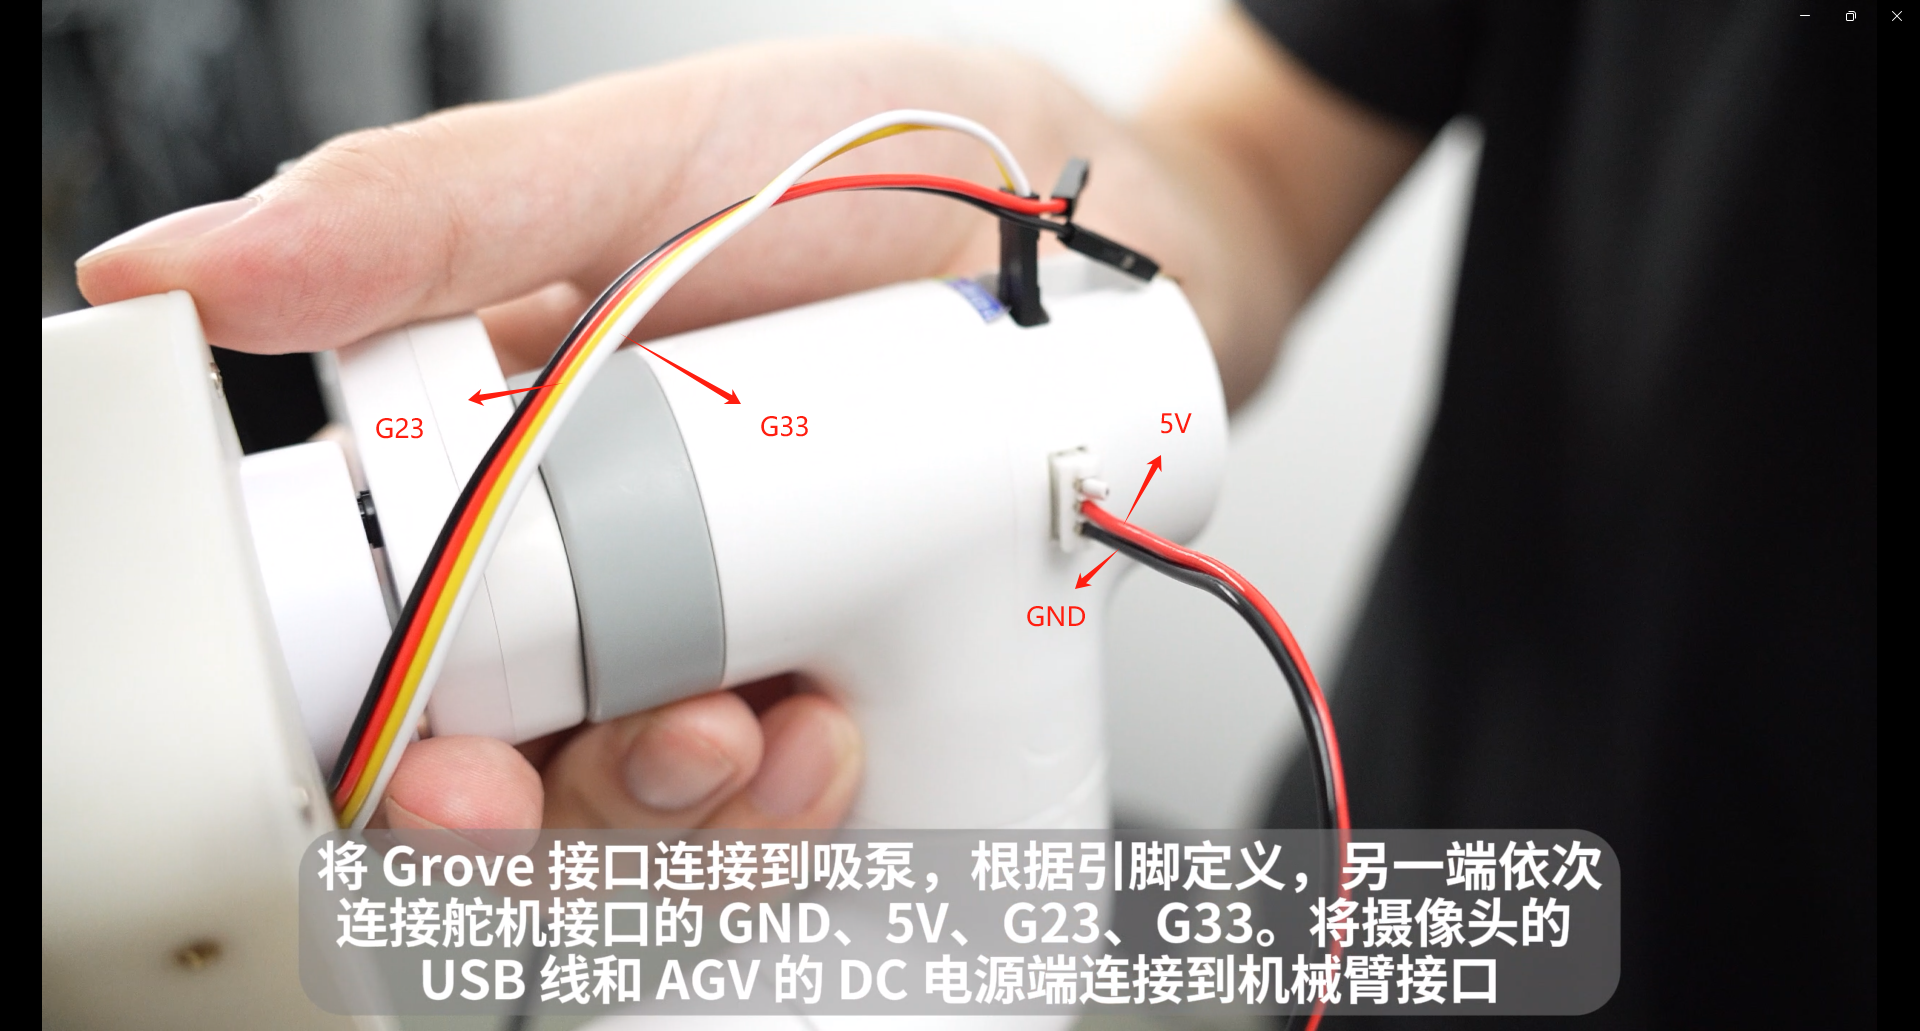 G23
G33
5V
GND
将 Grove 接口连接到吸泵，根据引脚定义，另一端依次
连接舵机接口的 GND、5V、G23、G33。将摄像头的
USB 线和 AGV 的 DC 电源端连接到机械臂接口